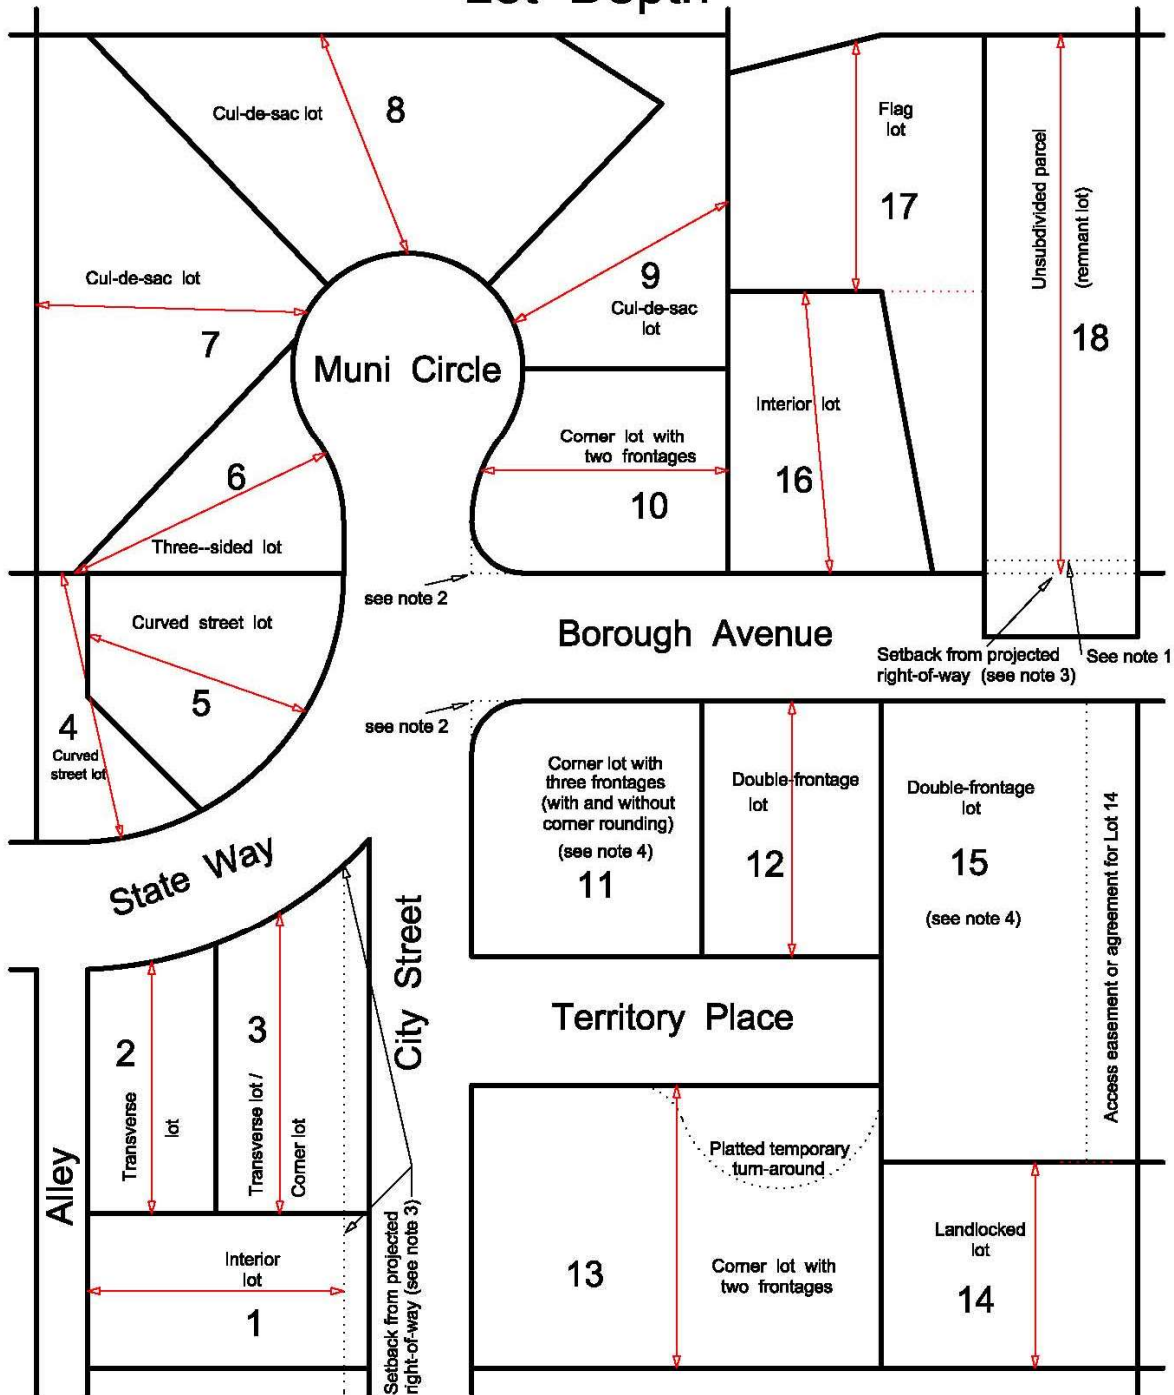 Lot Depth
Cul-de-sac lot
8
Flag
lot
17
Unsubdivided parcel
(remnant lot)
18
Cul-de-sac lot
7
9
Cul-de-sac
lot
Muni Circle
Interior lot
16
Corner lot with
two frontages
10
6
Three--sided lot
see note 2
Curved street lot
5
Borough Avenue
Setback from projected
right-of-way (see note 3)
See note 1
4
Curved
street lot
see note 2
Corner lot with
three frontages
(with and without
corner rounding)
(see note 4)
11
Double-frontage
lot
12
Double-frontage
lot
15
(see note 4)
Access easement or agreement for Lot 14
State Way
City Street
Territory Place
2
Transverse
lot
3
Transverse lot /
Corner lot
Alley
Setback from projected
right-of-way (see note 3)
Interior
lot
1
Platted temporary
turn-around
13
Corner lot with
two frontages
Landlocked
lot
14